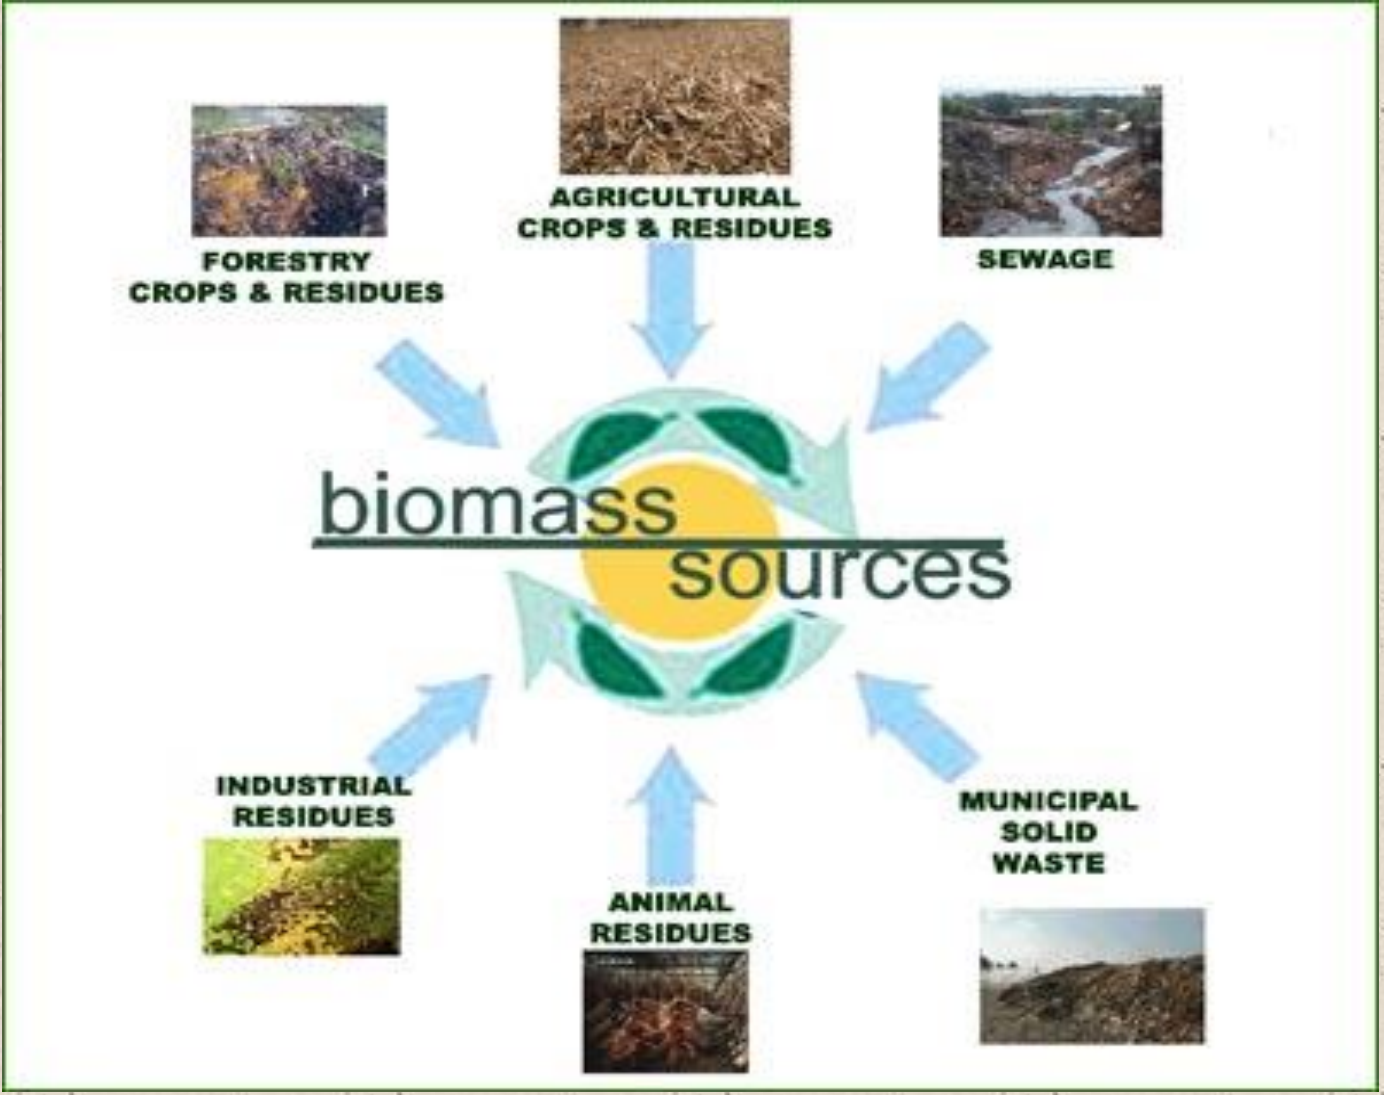 AGRICULTURAL
CROPS & RESIDUES
FORESTRY
CROPS & RESIDUES
SEWAGE
biomass
sources
INDUSTRIAL
RESIDUES
MUNICIPAL
SOLID
WASTE
ANIMAL
RESIDUES